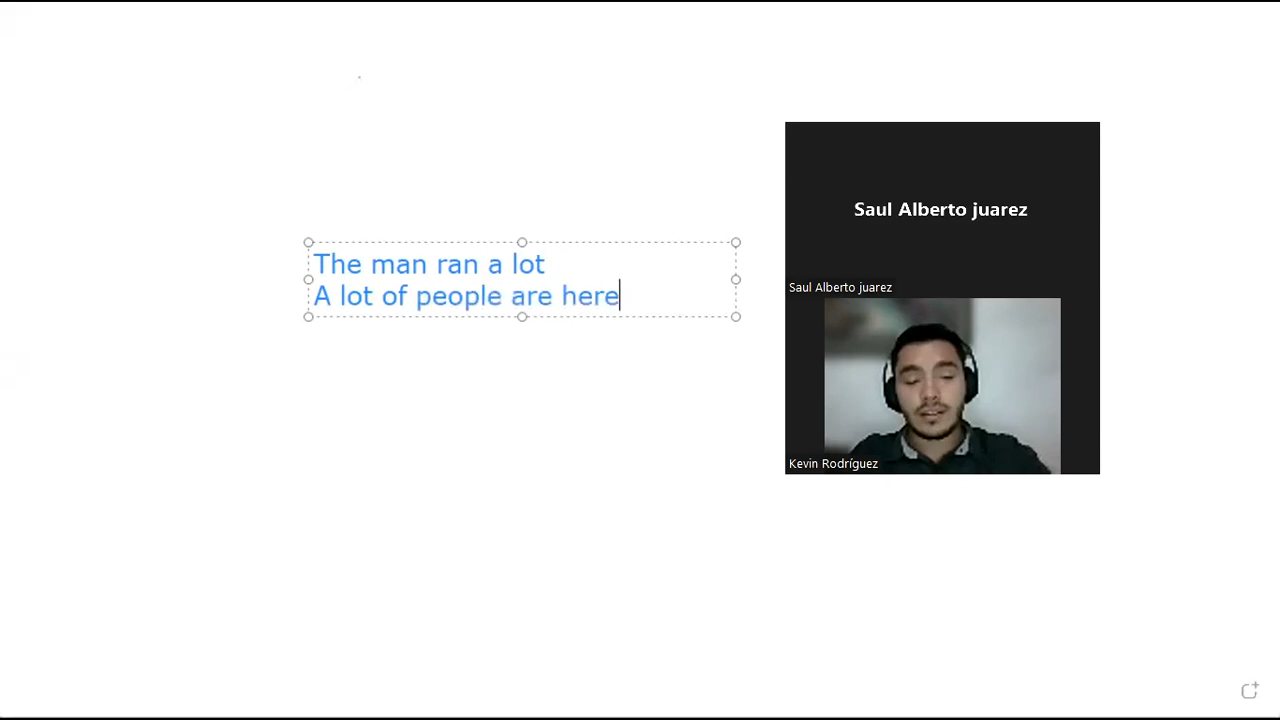 The man ran a lot
A lot of people are here
Saul Alberto juarez
Saul Alberto juarez
Kevin Rodríguez